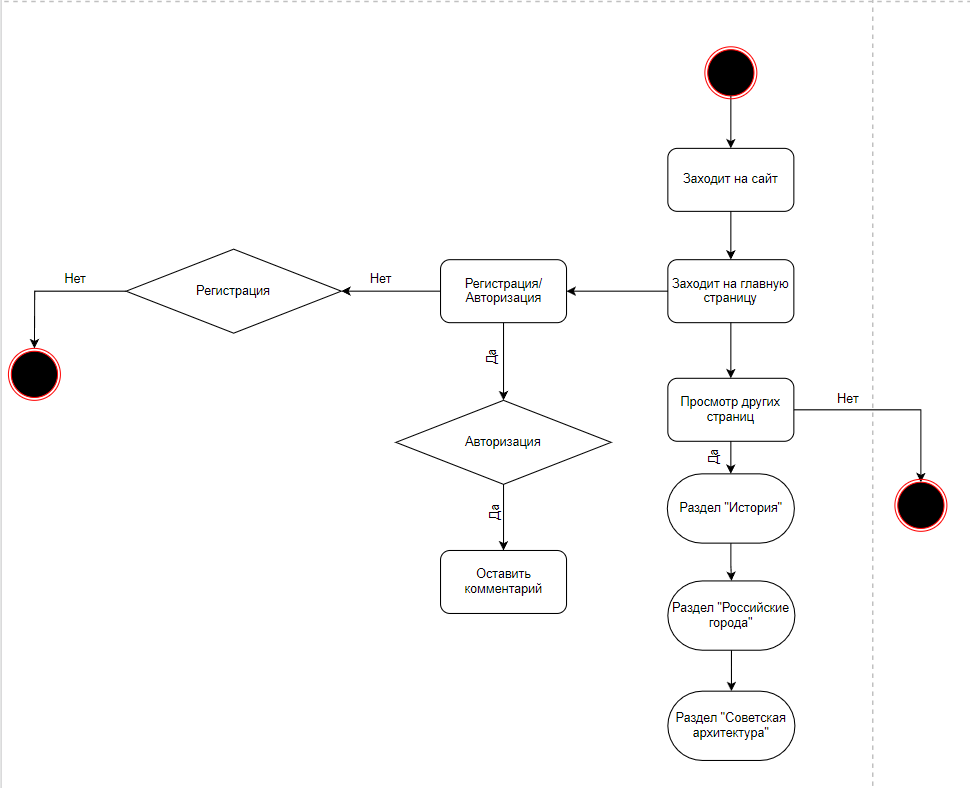 Заходит на сайт
Нет
Регистрация
Нет
Регистрация/
Авторизация
Заходит на главную
страницу
Да
Просмотр других
страниц
Нет
Авторизация
Да
Раздел "История"
Да
Оставить
комментарий
Раздел "Российские
города"
Раздел "Советская
архитектура"